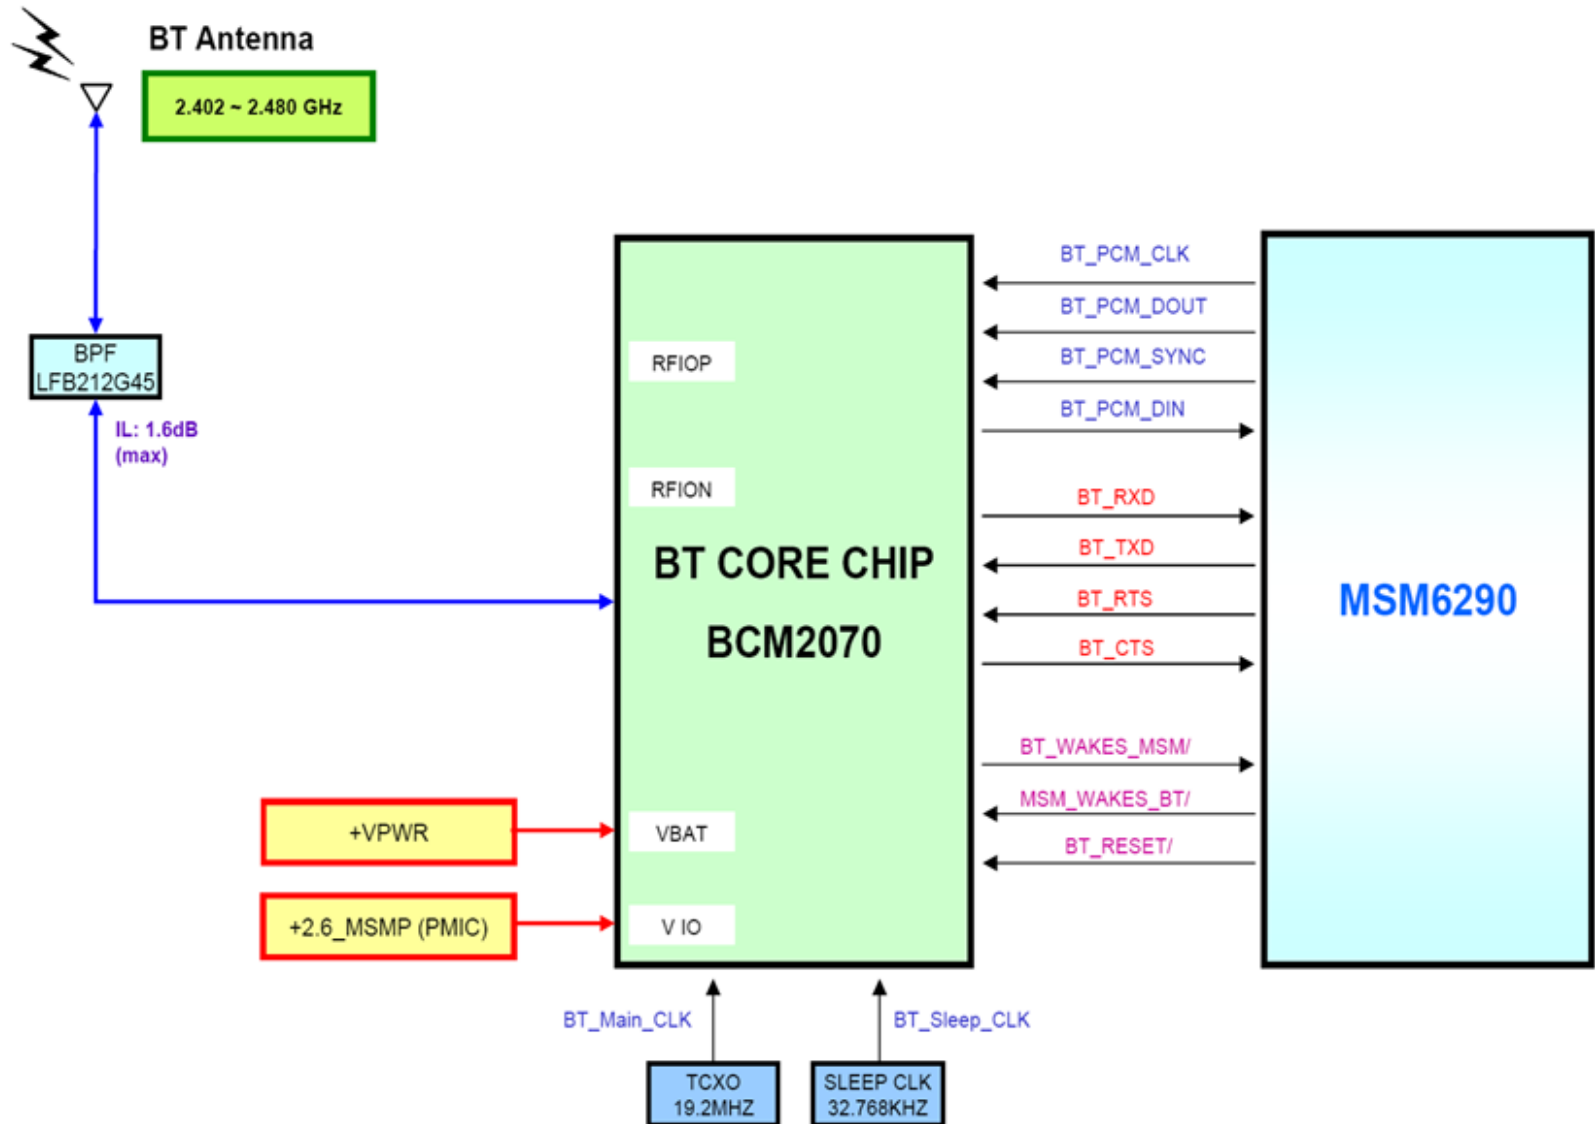 BT Antenna
2.402 ~ 2.480 GHz
BPF
LFB212G45
IL: 1.6dB
(max)
RFIOP
RFION
BT CORE CHIP
BCM2070
VBAT
V IO
+VPWR
+2.6_MSMP (PMIC)
BT_Main_CLK
BT_Sleep_CLK
TCXO
19.2MHZ
SLEEP CLK
32.768KHZ
BT_PCM_CLK
BT_PCM_DOUT
BT_PCM_SYNC
BT_PCM_DIN
BT_RXD
BT_TXD
BT_RTS
BT_CTS
BT_WAKES_MSM/
MSM_WAKES_BT/
BT_RESET/
MSM6290